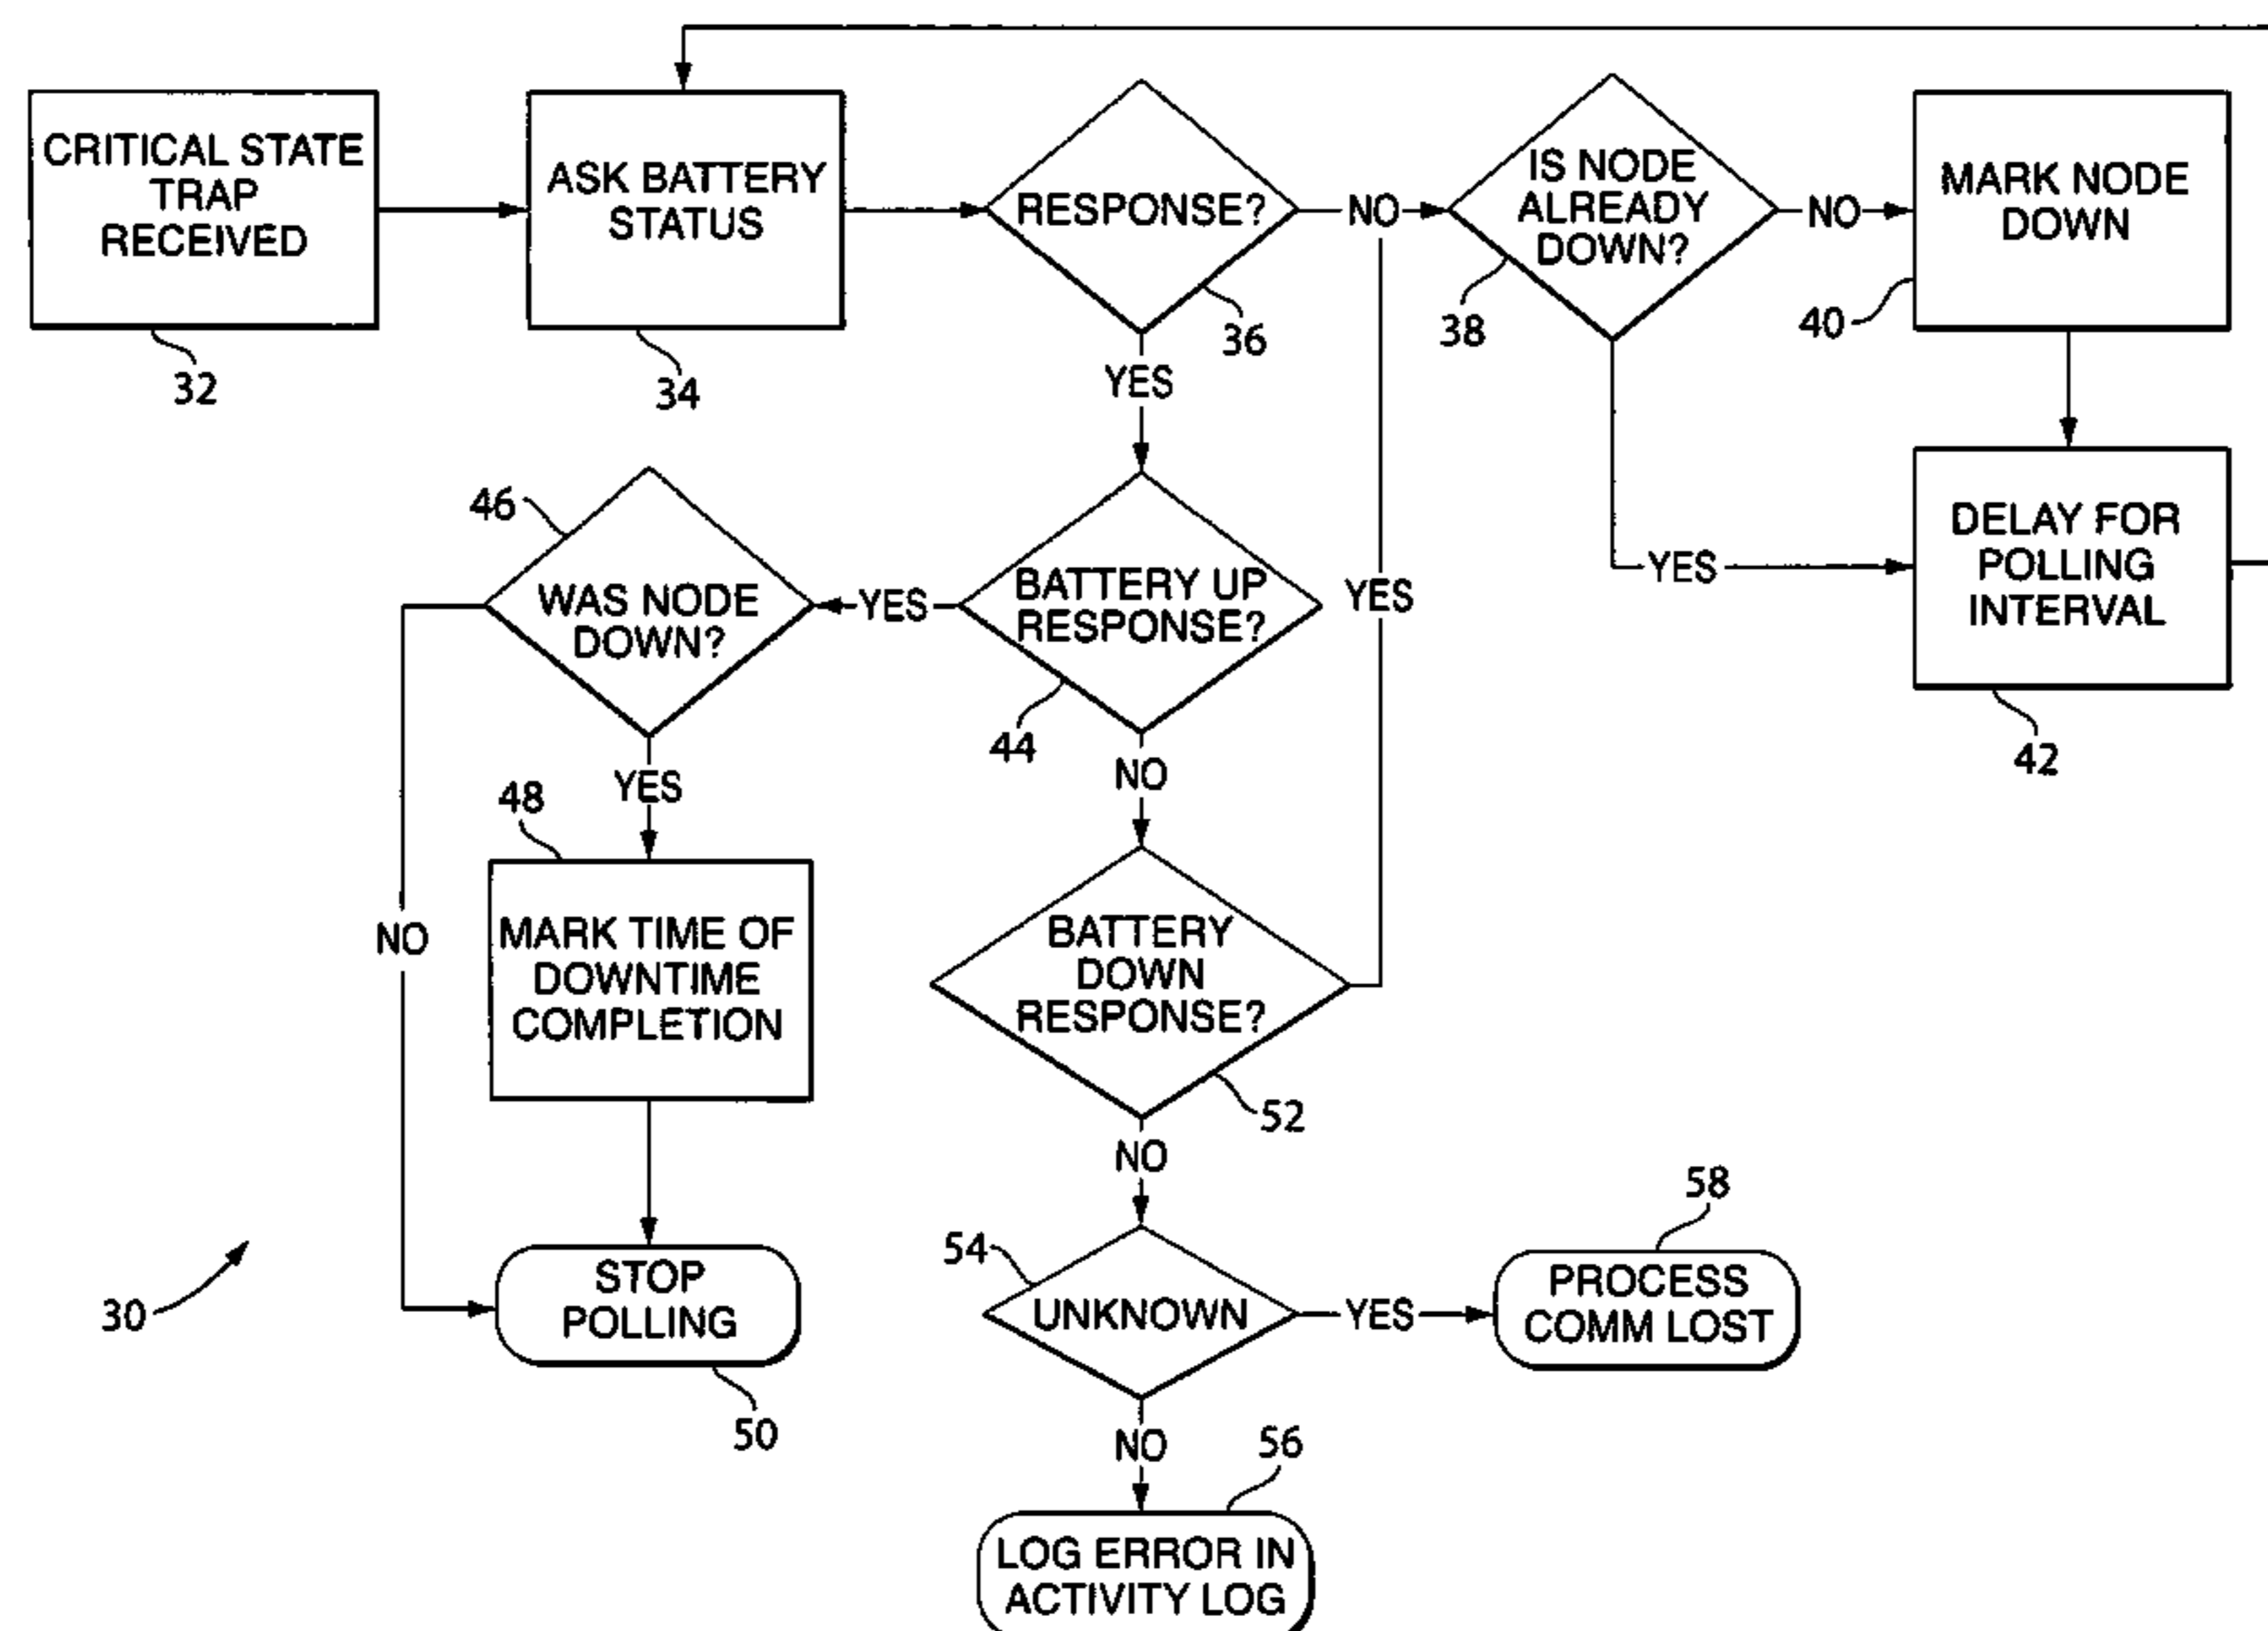 CRITICAL STATE
TRAP
RECEIVED
32
ASK BATTERY
STATUS
34
RESPONSE?
36
NO
YES
IS NODE
ALREADY
DOWN?
38
NO
YES
MARK NODE
DOWN
40
DELAY FOR
POLLING
INTERVAL
42
BATTERY UP
RESPONSE?
44
YES
NO
WAS NODE
DOWN?
46
YES
NO
MARK TIME OF
DOWNTIME
COMPLETION
48
STOP
POLLING
50
BATTERY
DOWN
RESPONSE?
52
YES
NO
UNKNOWN
54
YES
NO
PROCESS
COMM LOST
58
LOG ERROR IN
ACTIVITY LOG
56
30